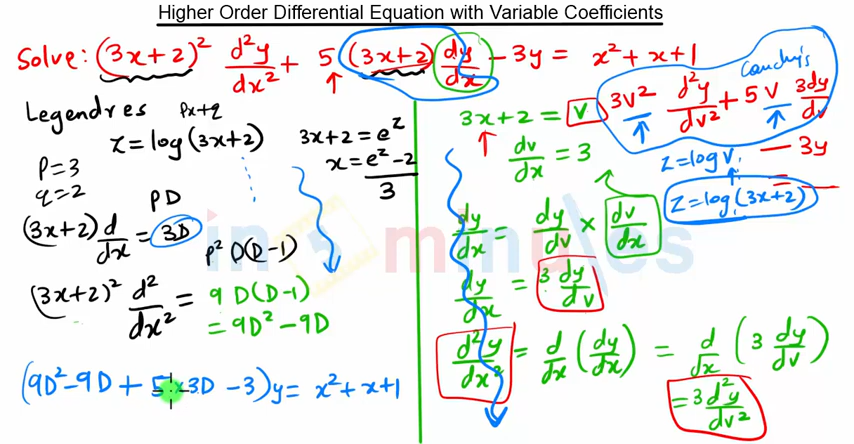 Higher Order Differential Equation with Variable Coefficients
Solve: (3x+2)² d²y/dx² + 5 (3x+2) dy/dx − 3y = x² + x + 1
Legendres px+q
z = log(3x+2)
p = 3
q = 2
3x+2 = e^z
x = (e^z − 2)/3
pD
(3x+2) d/dx = 3D
p² D(D−1)
(3x+2)² d²/dx² = 9 D(D−1)
= 9D² − 9D
(9D² − 9D + 5×3D − 3)y = x² + x + 1
Cauchy's
3x+2 = v
3v² d²y/dv² + 5 v 3dy/dv
− 3y
dv/dx = 3
z = log v
z = log(3x+2)
dy/dx = dy/dv × dv/dx
dy/dx = 3 dy/dv
d²y/dx² = d/dx (dy/dx) = d/dx (3 dy/dv)
= 3 d²y/dv²
in minutes